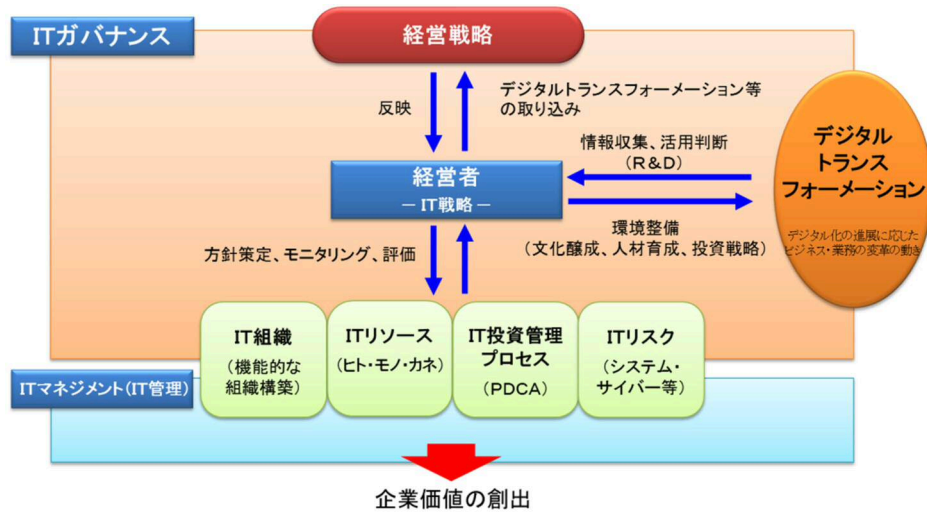 ITガバナンス
経営戦略
反映
デジタルトランスフォーメーション等
の取り込み
情報収集、活用判断
（R＆D）
デジタル
トランス
フォーメーション
デジタル化の進展に応じた
ビジネス・業務の変革の動き
経営者
― IT戦略 ―
環境整備
（文化醸成、人材育成、投資戦略）
方針策定、モニタリング、評価
IT組織
（機能的な
組織構築）
ITリソース
（ヒト・モノ・カネ）
IT投資管理
プロセス
（PDCA）
ITリスク
（システム・
サイバー等）
ITマネジメント（IT管理）
企業価値の創出